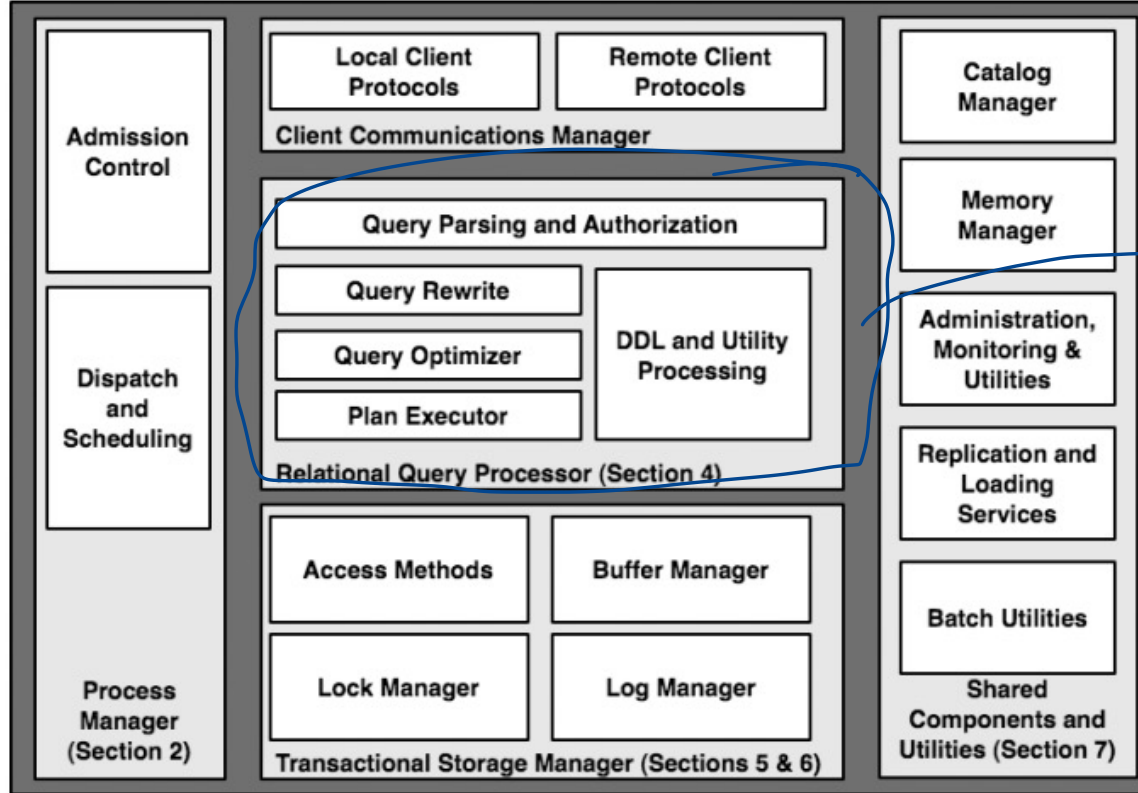 Admission
Control
Dispatch
and
Scheduling
Process
Manager
(Section 2)
Local Client
Protocols
Remote Client
Protocols
Client Communications Manager
Query Parsing and Authorization
Query Rewrite
Query Optimizer
Plan Executor
DDL and Utility
Processing
Relational Query Processor (Section 4)
Access Methods
Buffer Manager
Lock Manager
Log Manager
Transactional Storage Manager (Sections 5 & 6)
Catalog
Manager
Memory
Manager
Administration,
Monitoring &
Utilities
Replication and
Loading
Services
Batch Utilities
Shared
Components and
Utilities (Section 7)